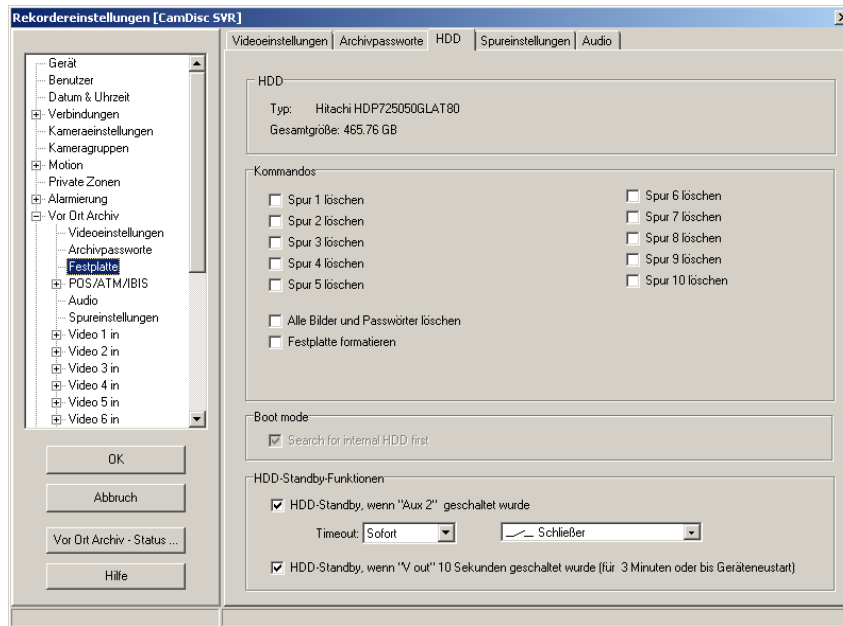 Rekordereinstellungen [CamDisc SVR]
Gerät
Benutzer
Datum & Uhrzeit
Verbindungen
Kameraeinstellungen
Kameragruppen
Motion
Private Zonen
Alarmierung
Vor Ort Archiv
Videoeinstellungen
Archivpassworte
Festplatte
POS/ATM/IBIS
Audio
Spureinstellungen
Video 1 in
Video 2 in
Video 3 in
Video 4 in
Video 5 in
Video 6 in
OK
Abbruch
Vor Ort Archiv - Status ...
Hilfe
Videoeinstellungen Archivpassworte HDD Spureinstellungen Audio
HDD
Typ: Hitachi HDP725050GLAT80
Gesamtgröße: 465.76 GB
Kommandos
Spur 1 löschen
Spur 2 löschen
Spur 3 löschen
Spur 4 löschen
Spur 5 löschen
Spur 6 löschen
Spur 7 löschen
Spur 8 löschen
Spur 9 löschen
Spur 10 löschen
Alle Bilder und Passwörter löschen
Festplatte formatieren
Boot mode
Search for internal HDD first
HDD-Standby-Funktionen
HDD-Standby, wenn "Aux 2" geschaltet wurde
Timeout: Sofort Schließer
HDD-Standby, wenn "V out" 10 Sekunden geschaltet wurde (für 3 Minuten oder bis Geräteneustart)